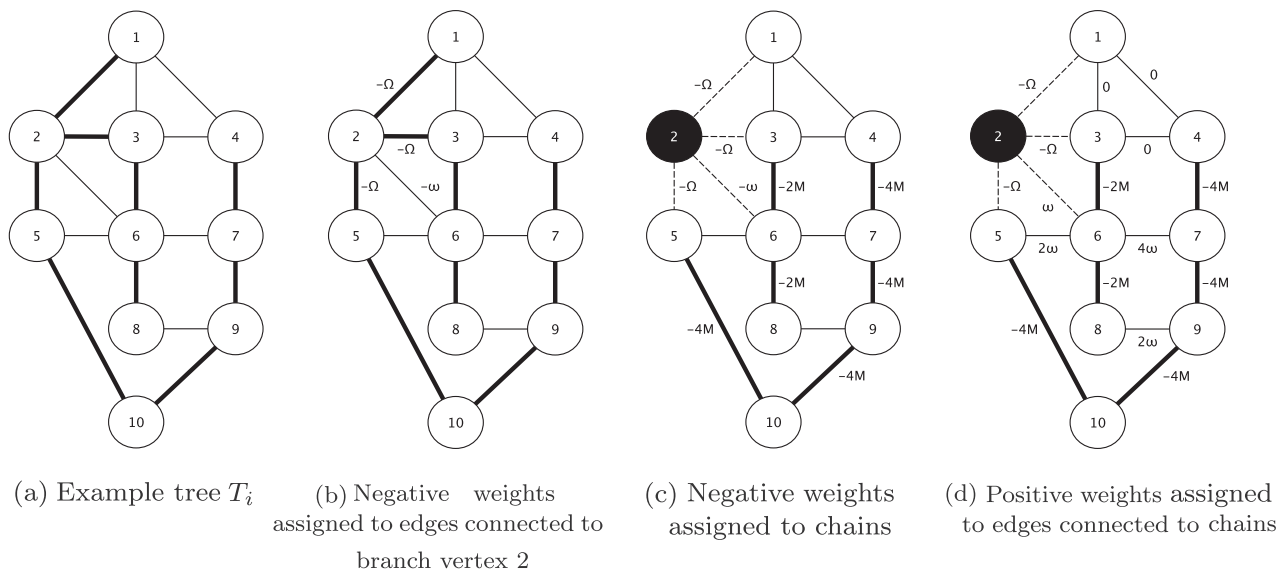 1
2
3
4
5
6
7
8
9
10
(a) Example tree Tᵢ
1
−Ω
2
3
4
−Ω
−Ω
−ω
5
6
7
8
9
10
(b) Negative weights
assigned to edges connected to
branch vertex 2
1
−Ω
2
3
4
−Ω
−Ω
−ω
−2M
−4M
5
6
7
−2M
−4M
8
9
−4M
−4M
10
(c) Negative weights
assigned to chains
1
−Ω
0
0
2
3
4
−Ω
0
−Ω
−2M
−4M
ω
5
6
7
2ω
4ω
−2M
−4M
8
9
−4M
2ω
−4M
10
(d) Positive weights assigned
to edges connected to chains